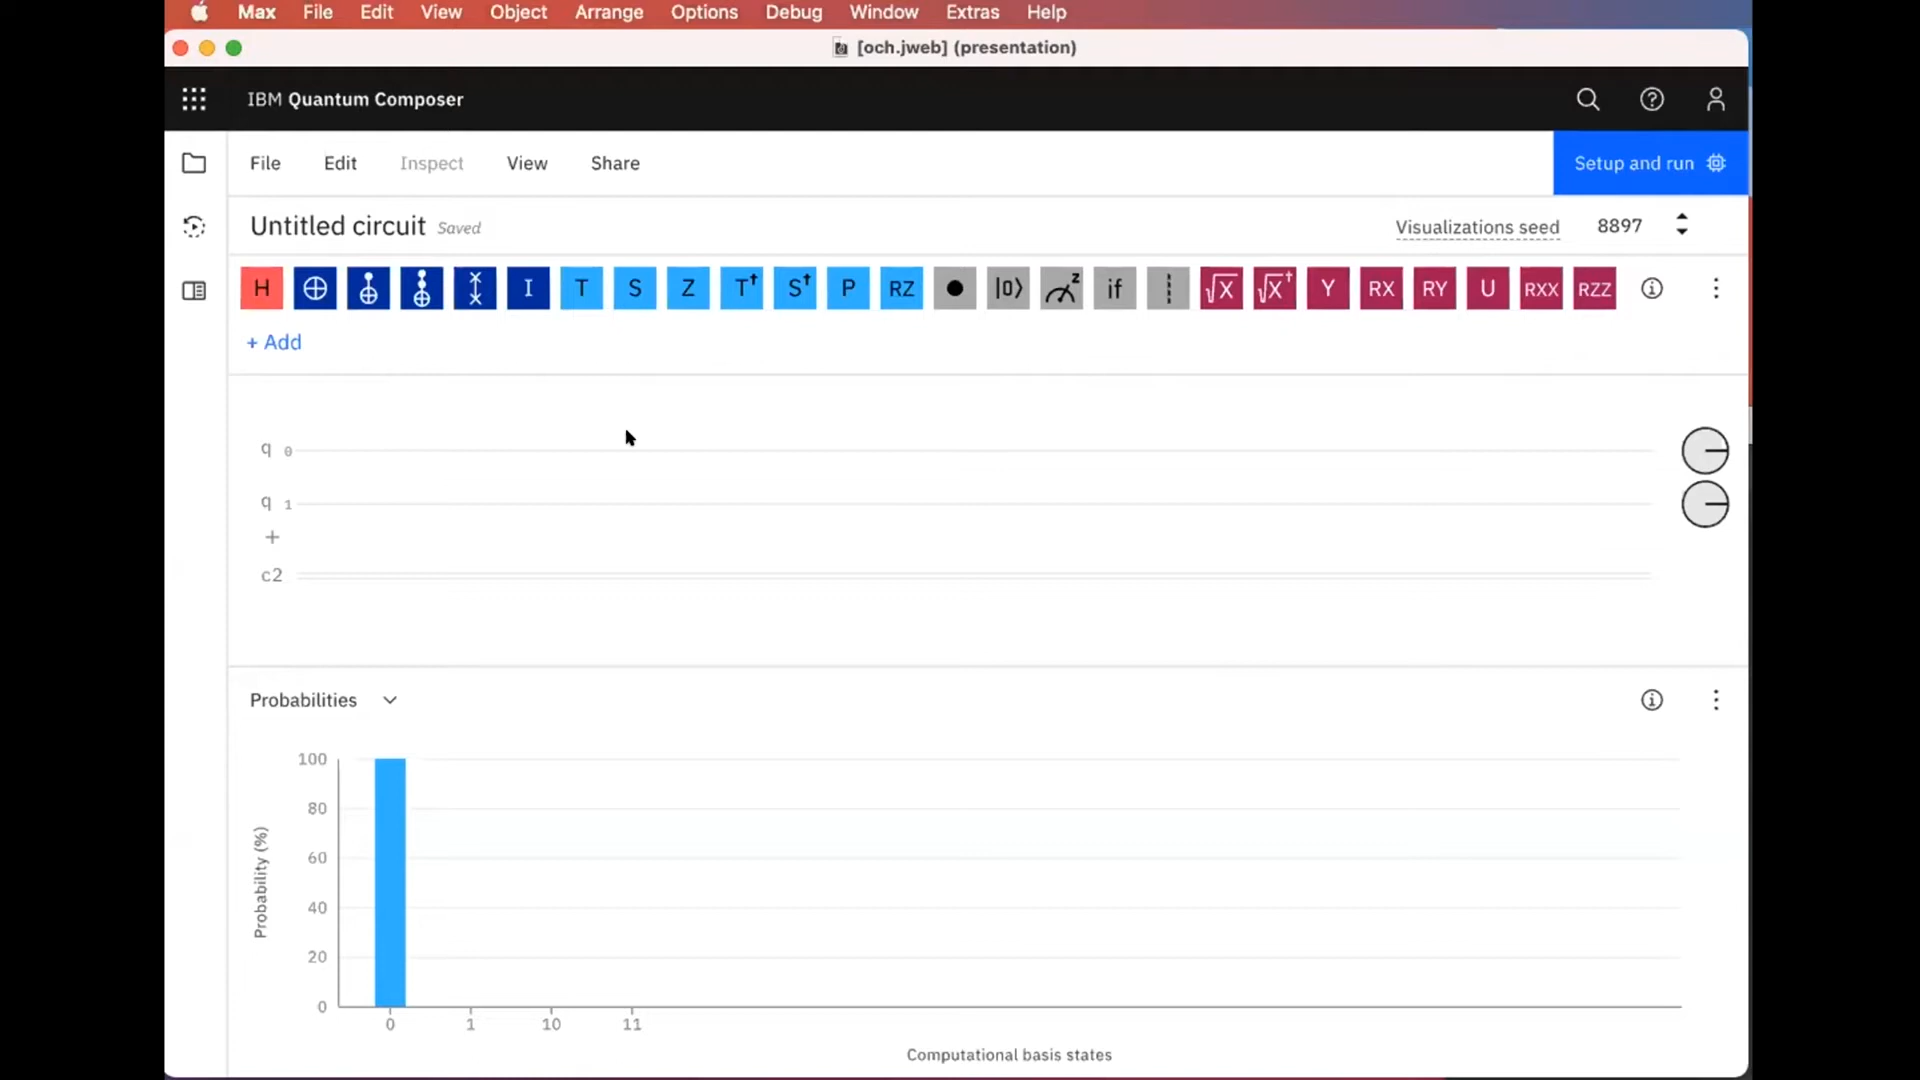 Max File Edit View Object Arrange Options Debug Window Extras Help
[och.jweb] (presentation)
IBM Quantum Composer
File Edit Inspect View Share Setup and run
Untitled circuit Saved Visualizations seed 8897
H I T S Z T† S† P RZ |0⟩ z if √X √X† Y RX RY U RXX RZZ
+ Add
q 0
q 1
+
c2
Probabilities
100
80
60
40
20
0
Probability (%)
0 1 10 11
Computational basis states